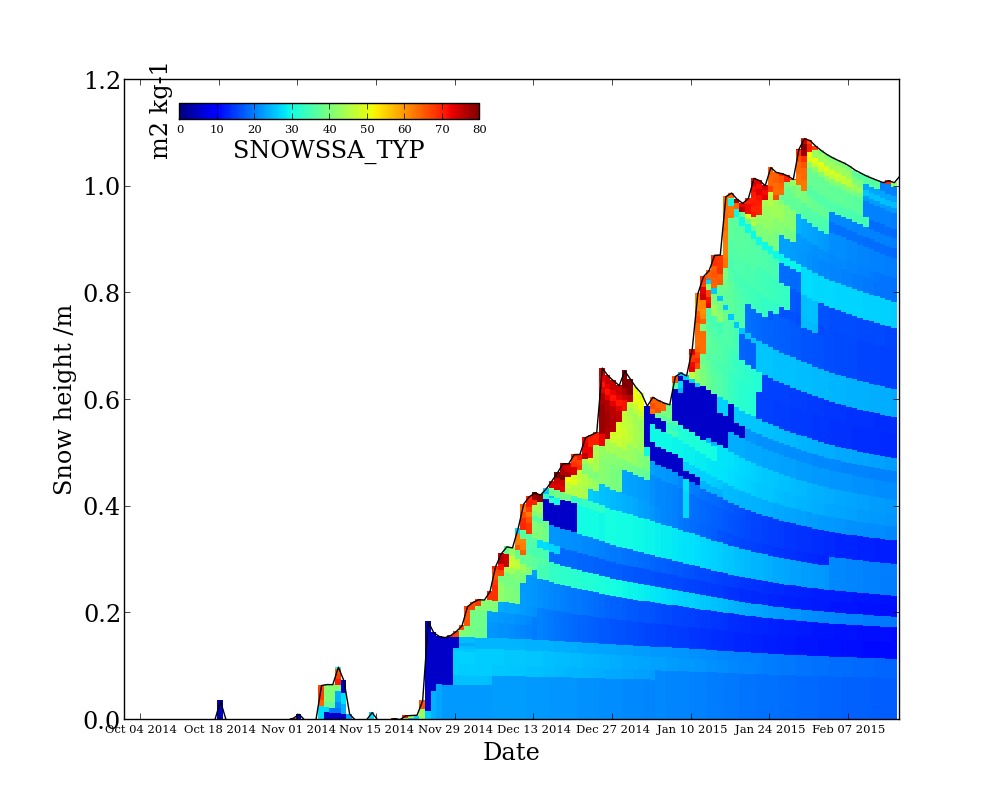 1.2
m2 kg-1
0 10 20 30 40 50 60 70 80
SNOWSSA_TYP
1.0
0.8
Snow height /m
0.6
0.4
0.2
0.0
Oct 04 2014 Oct 18 2014 Nov 01 2014 Nov 15 2014 Nov 29 2014 Dec 13 2014 Dec 27 2014 Jan 10 2015 Jan 24 2015 Feb 07 2015
Date